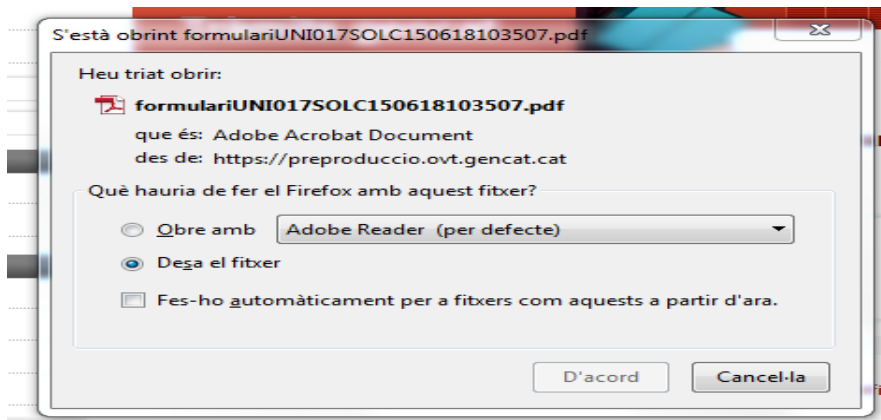 S'està obrint formulariUNI017SOLC150618103507.pdf
Heu triat obrir:
formulariUNI017SOLC150618103507.pdf
que és: Adobe Acrobat Document
des de: https://preproduccio.ovt.gencat.cat
Què hauria de fer el Firefox amb aquest fitxer?
Obre amb Adobe Reader (per defecte)
Desa el fitxer
Fes-ho automàticament per a fitxers com aquests a partir d'ara.
D'acord Cancel·la